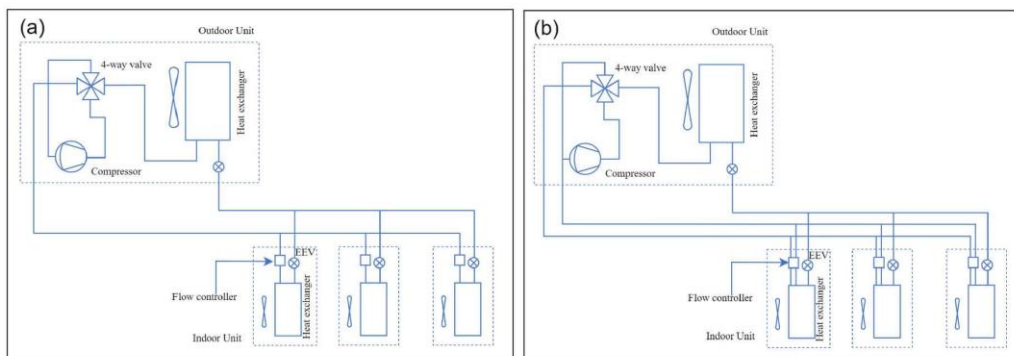 (a)
Outdoor Unit
4-way valve
Heat exchanger
Compressor
EEV
Heat exchanger
Flow controller
Indoor Unit
(b)
Outdoor Unit
4-way valve
Heat exchanger
Compressor
EEV
Heat exchanger
Flow controller
Indoor Unit